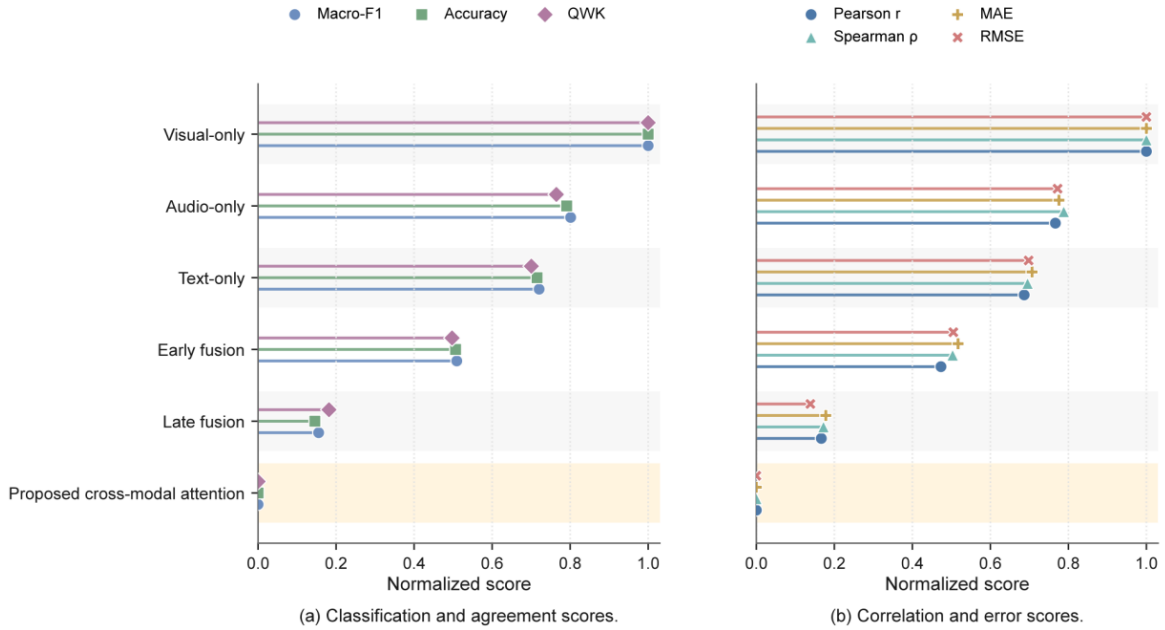 Macro-F1 Accuracy QWK
Pearson r MAE
Spearman ρ RMSE
Visual-only
Audio-only
Text-only
Early fusion
Late fusion
Proposed cross-modal attention
0.0 0.2 0.4 0.6 0.8 1.0
Normalized score
(a) Classification and agreement scores.
0.0 0.2 0.4 0.6 0.8 1.0
Normalized score
(b) Correlation and error scores.